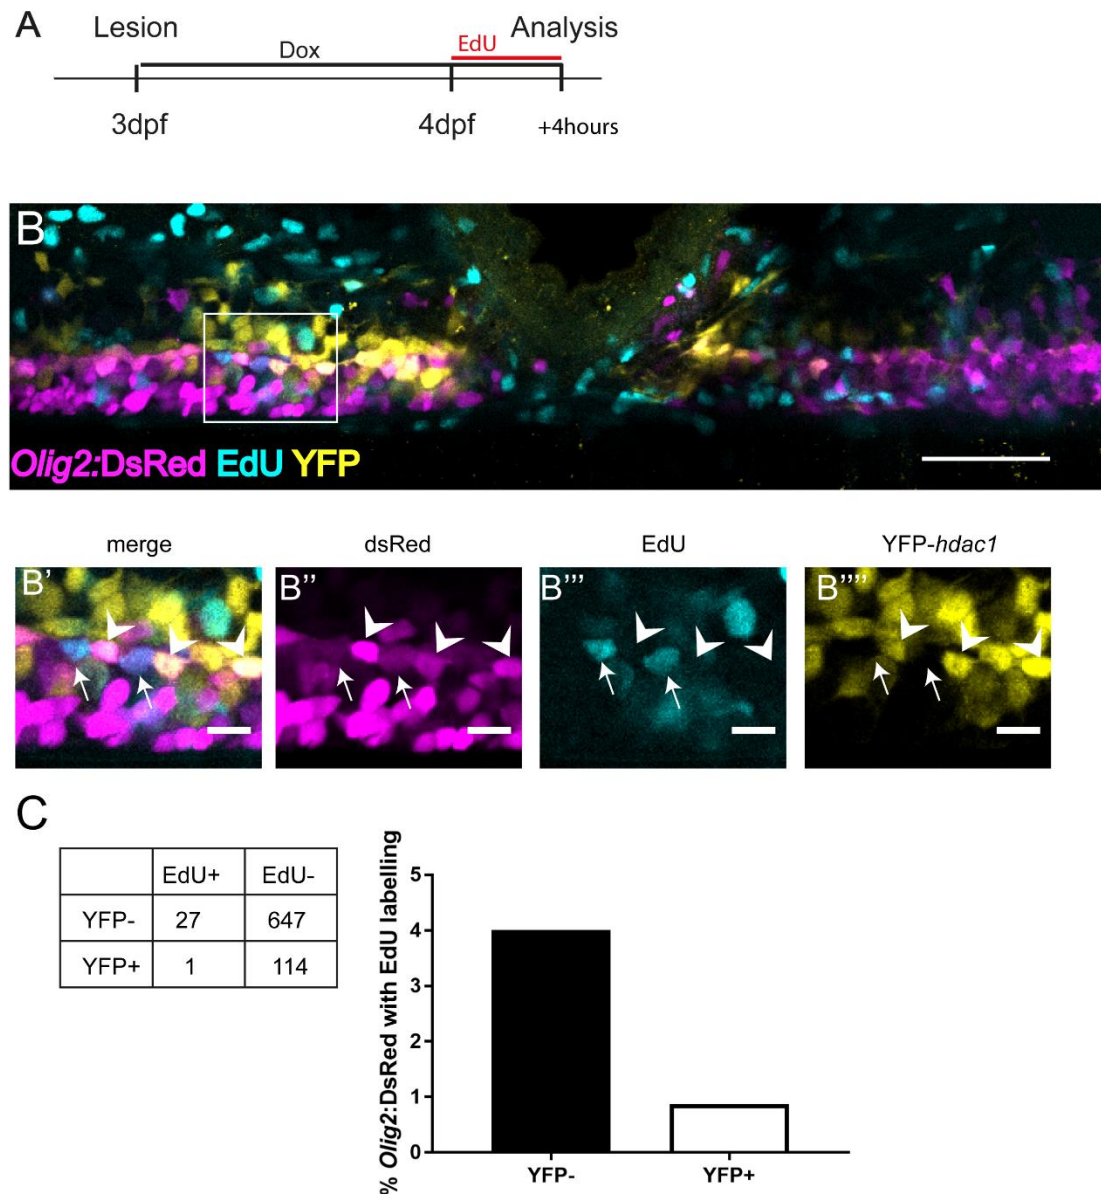 A
Lesion
Analysis
Dox
EdU
3dpf
4dpf
+4hours
B
Olig2:DsRed EdU YFP
merge
dsRed
EdU
YFP-hdac1
B'
B''
B'''
B''''
C
EdU+ EdU-
YFP- 27 647
YFP+ 1 114
% Olig2:DsRed with EdU labelling
5
4
3
2
1
0
YFP-
YFP+